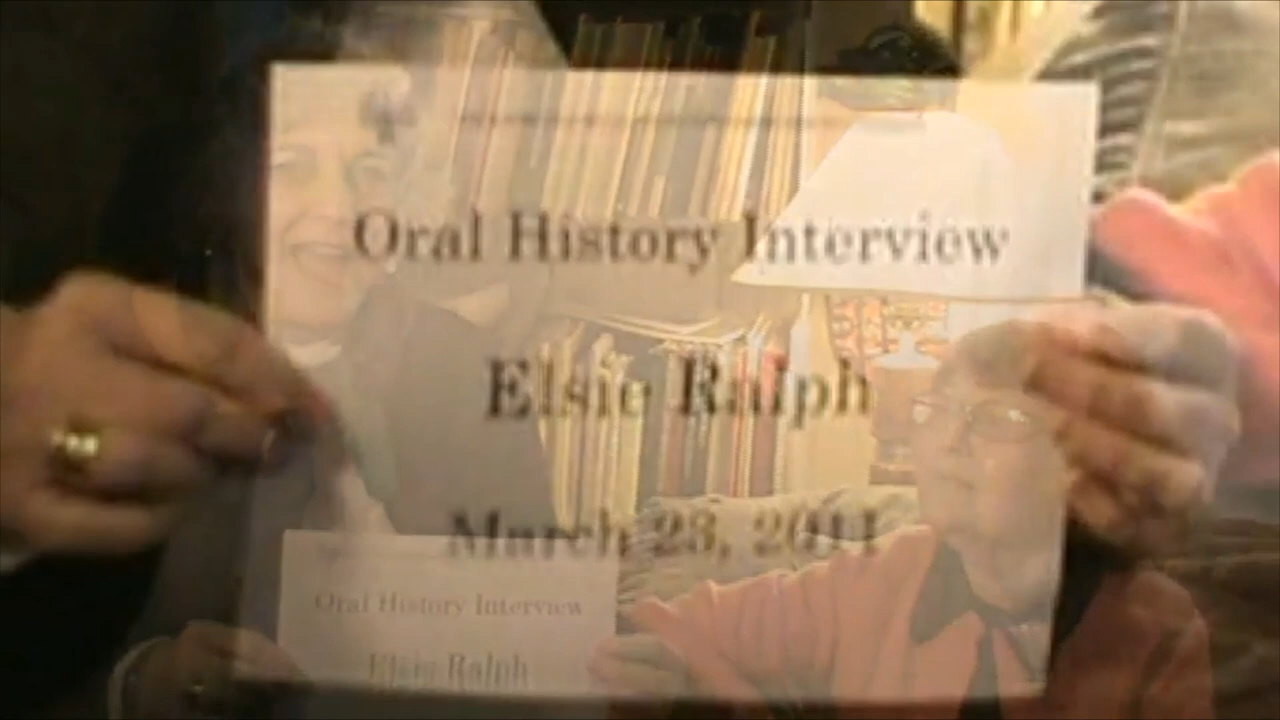 Oral History Interview
Elsie Ralph
March 23, 2011
Oral History Interview
Elsie Ralph